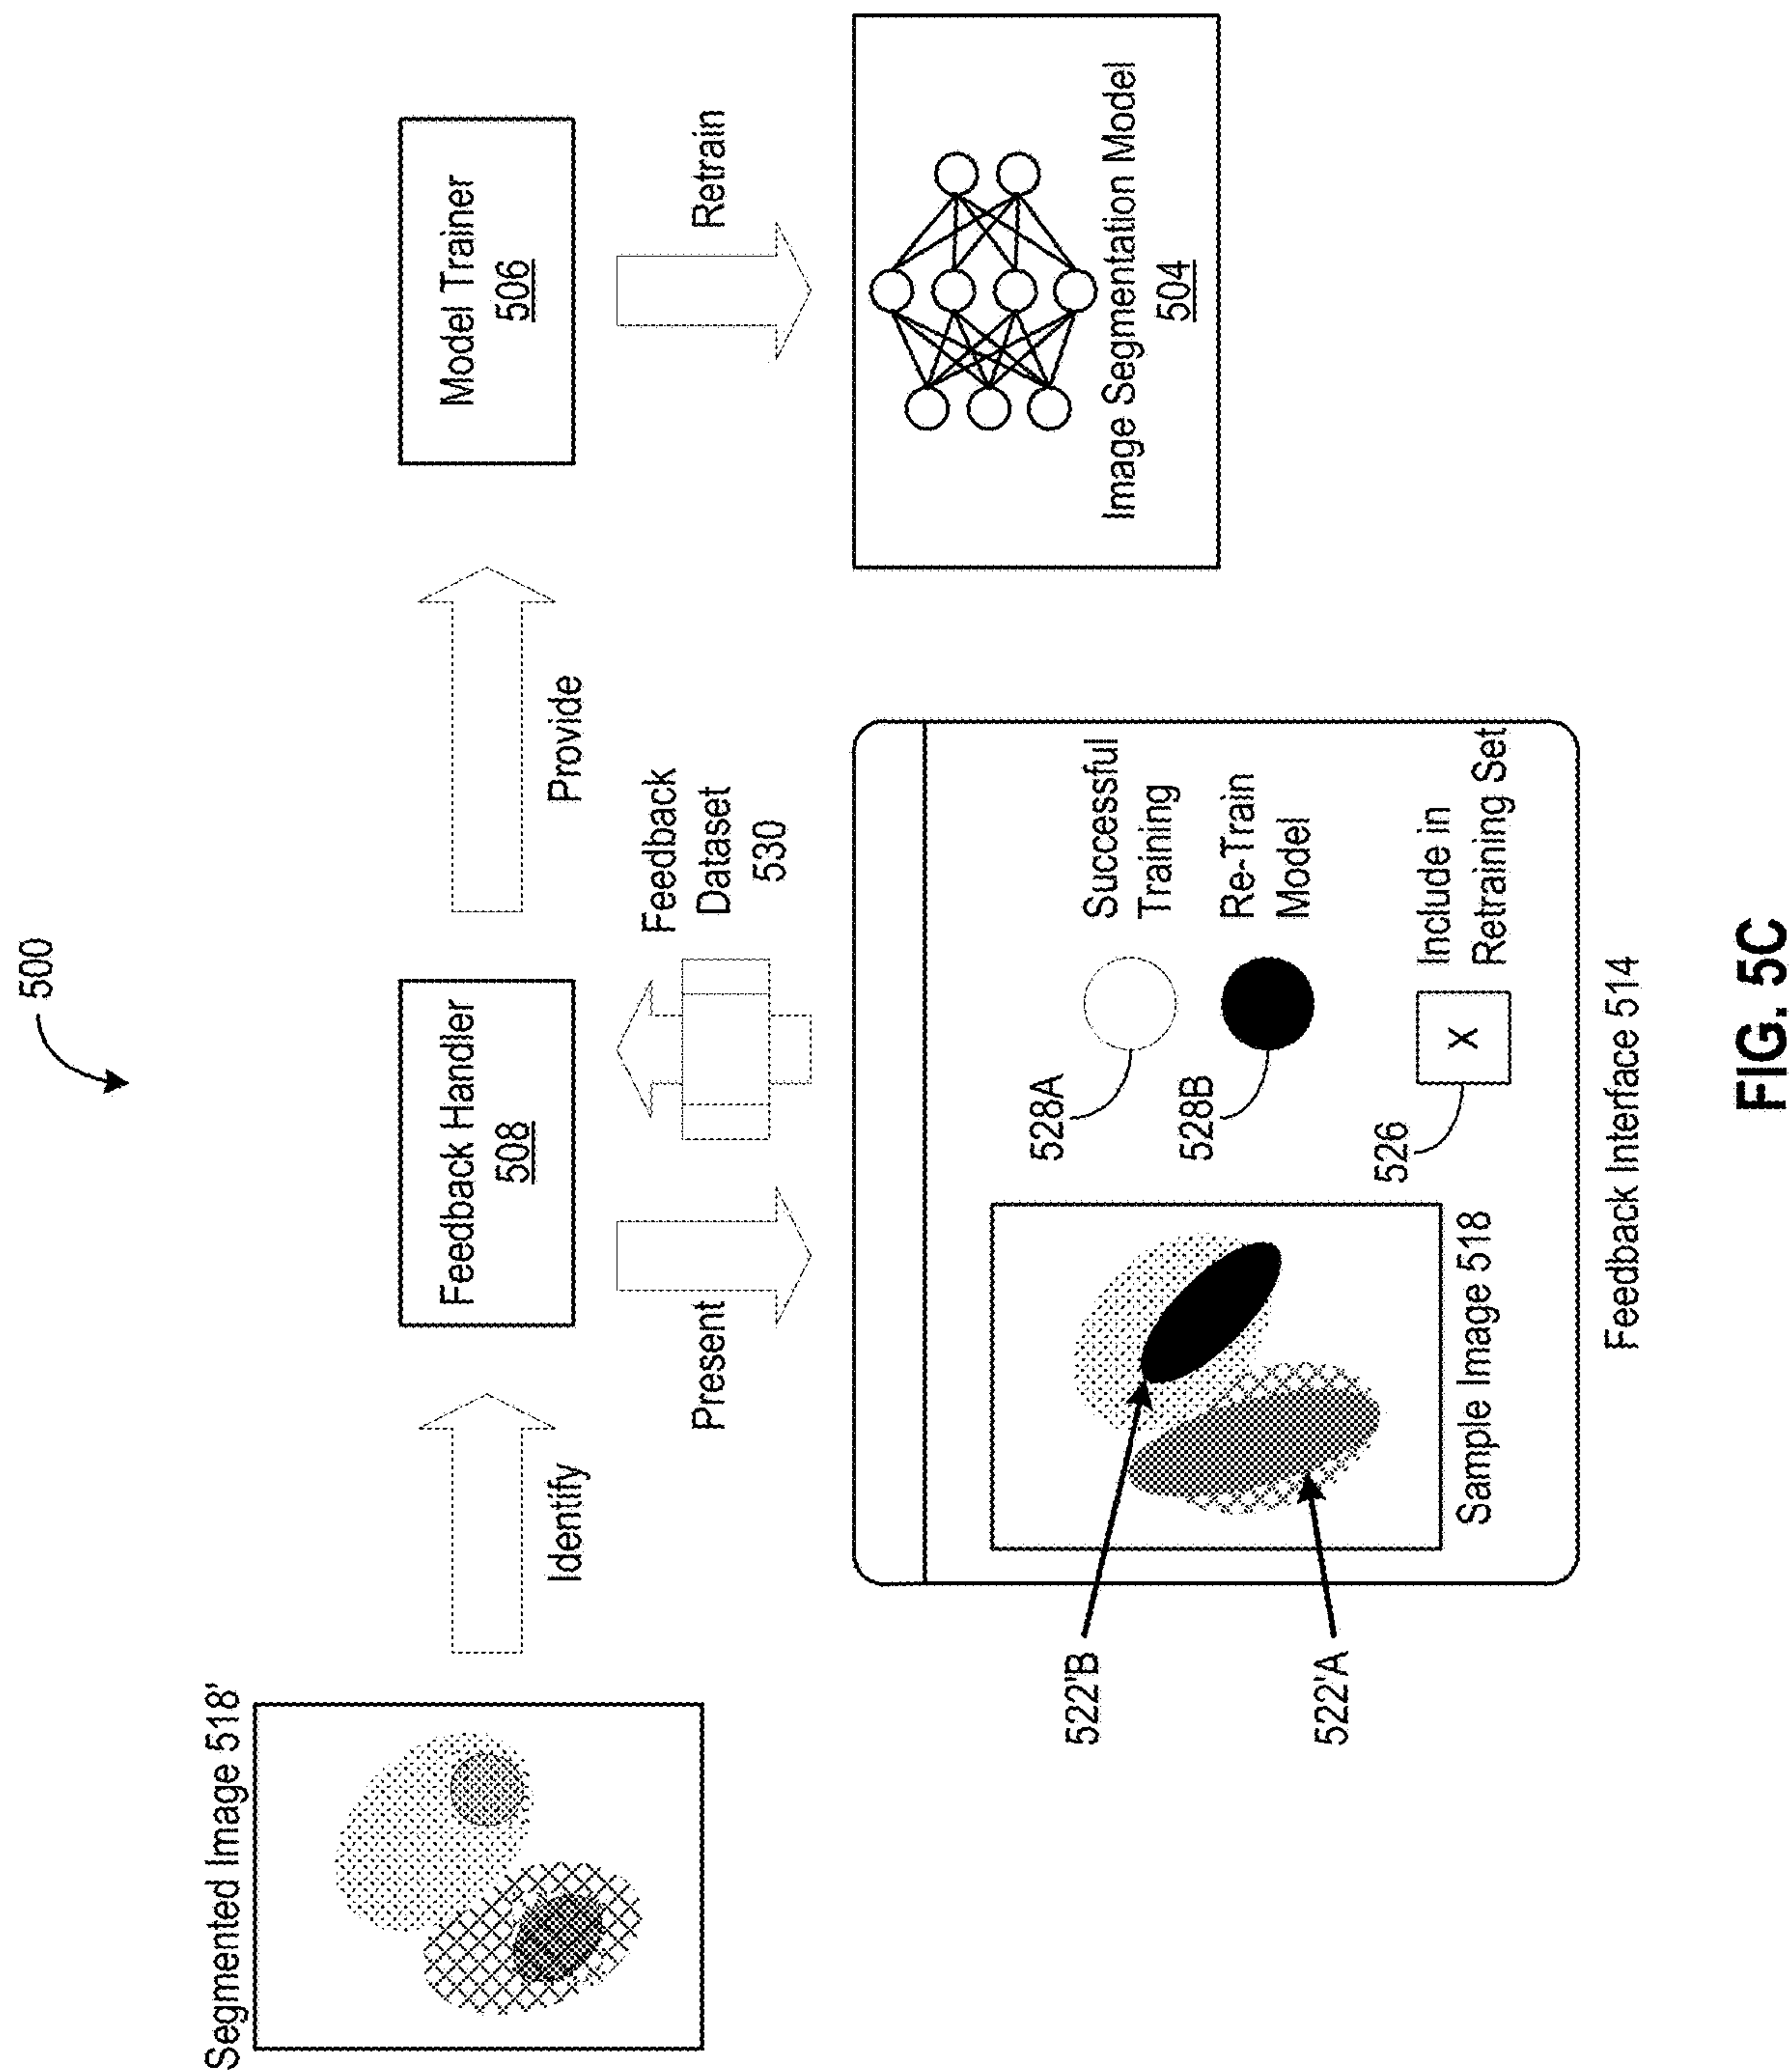 500
Segmented Image 518'
Identify
Feedback Handler
508
Provide
Model Trainer
506
Present
Feedback
Dataset
530
Retrain
522'B
522'A
Sample Image 518
528A
Successful
Training
528B
Re-Train
Model
526
X
Include in
Retraining Set
Feedback Interface 514
Image Segmentation Model
504
FIG. 5C